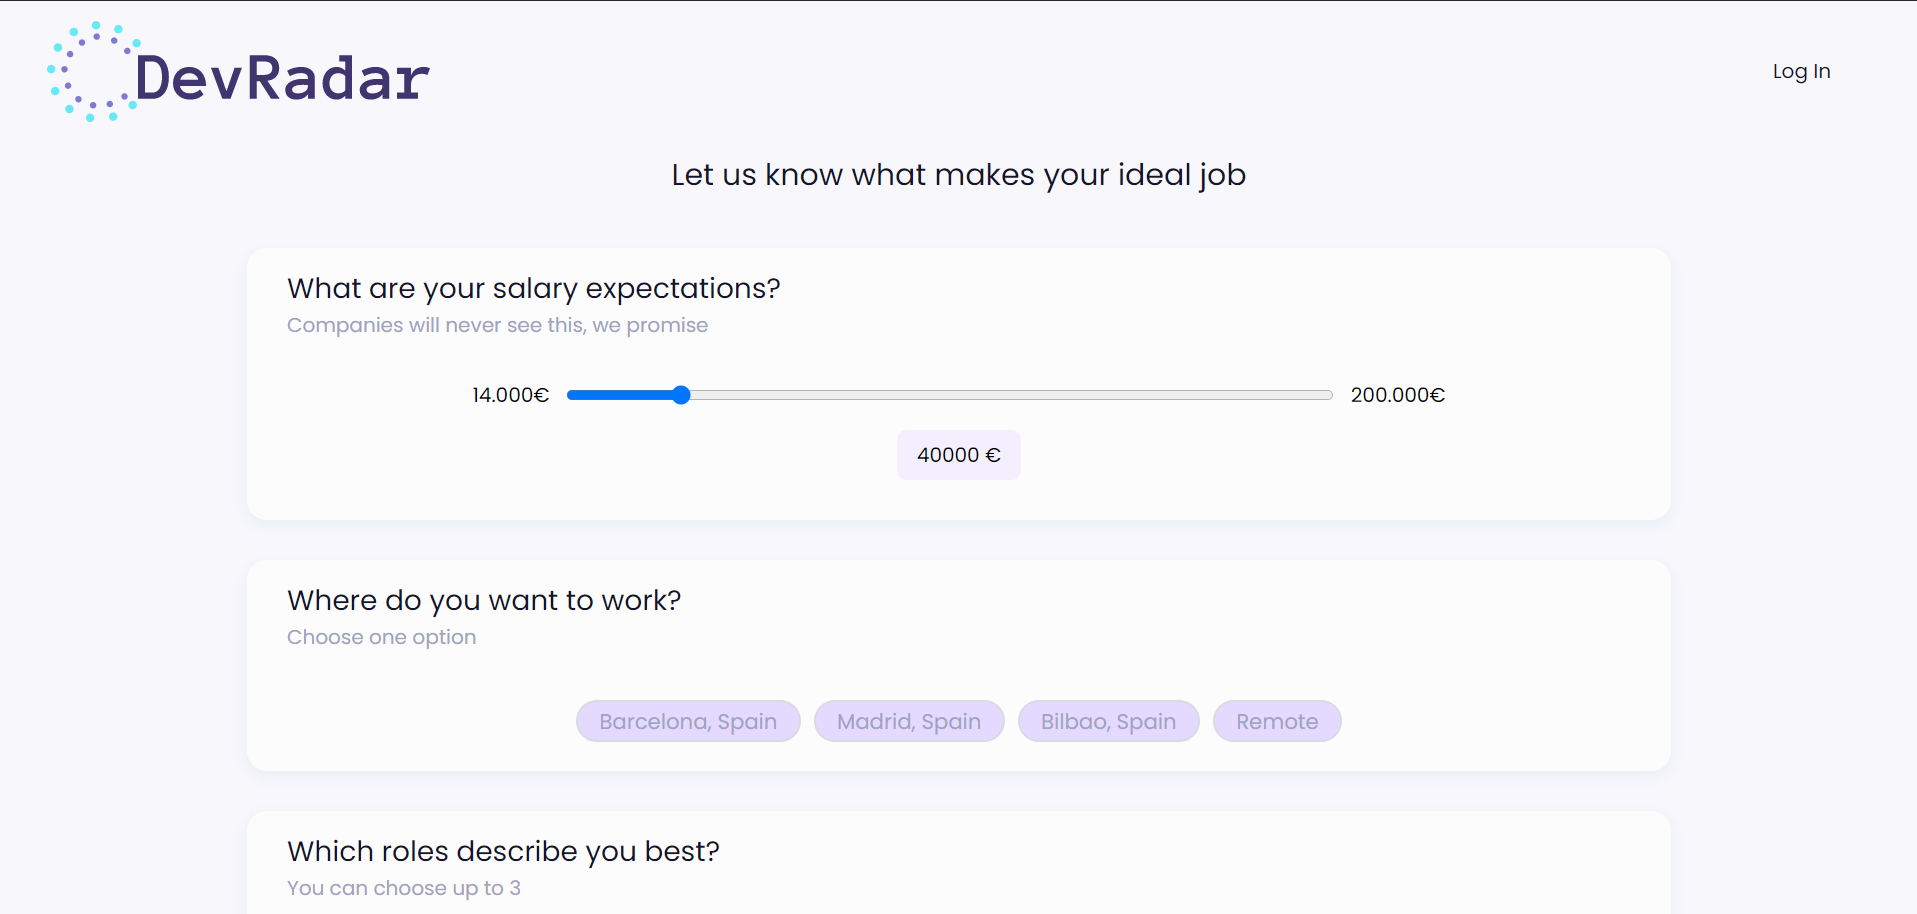 DevRadar
Log In
Let us know what makes your ideal job
What are your salary expectations?
Companies will never see this, we promise
14.000€ 200.000€
40000 €
Where do you want to work?
Choose one option
Barcelona, Spain Madrid, Spain Bilbao, Spain Remote
Which roles describe you best?
You can choose up to 3